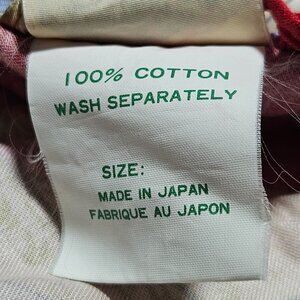 100% COTTON
WASH SEPARATELY
SIZE:
MADE IN JAPAN
FABRIQUE AU JAPON